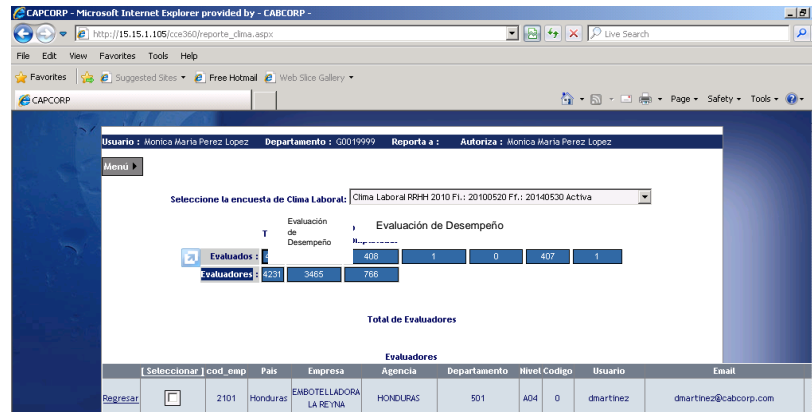 CAPCORP - Microsoft Internet Explorer provided by - CABCORP -
http://15.15.1.105/cce360/reporte_clima.aspx
Live Search
File Edit View Favorites Tools Help
Favorites Suggested Sites Free Hotmail Web Slice Gallery
CAPCORP
Page Safety Tools
Usuario : Monica Maria Perez Lopez Departamento : G0019999 Reporta a : Autoriza : Monica Maria Perez Lopez
Menú
Seleccione la encuesta de Clima Laboral: Clima Laboral RRHH 2010 Fi.: 20100520 Ff.: 20140530 Activa
Evaluación
de
Desempeño
Evaluación de Desempeño
T
Evaluados : 408 1 0 407 1
Evaluadores : 4231 3465 766
Total de Evaluadores
Evaluadores
[ Seleccionar ] cod_emp Pais Empresa Agencia Departamento Nivel Codigo Usuario Email
Regresar 2101 Honduras EMBOTELLADORA LA REYNA HONDURAS 501 A04 0 dmartinez dmartinez@cabcorp.com